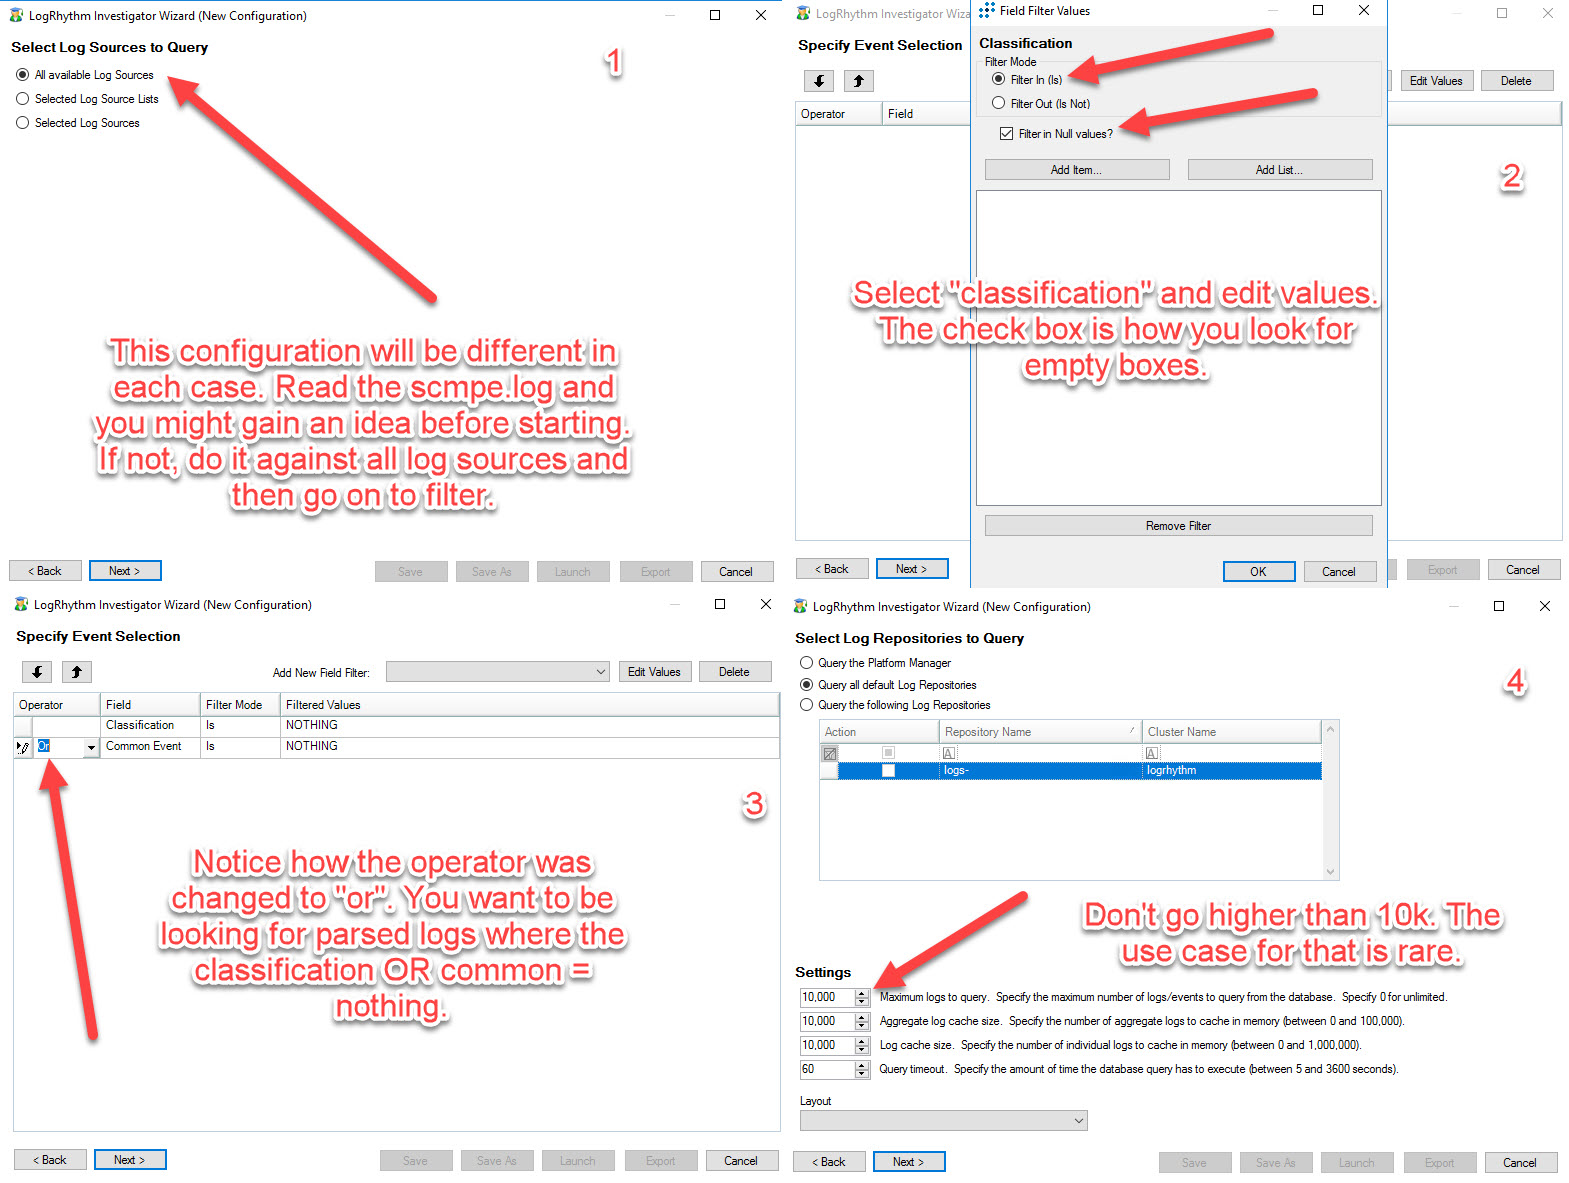 LogRhythm Investigator Wizard (New Configuration)
Select Log Sources to Query
All available Log Sources
Selected Log Source Lists
Selected Log Sources
1
This configuration will be different in
each case. Read the scmpe.log and
you might gain an idea before starting.
If not, do it against all log sources and
then go on to filter.
< Back
Next >
Save
Save As
Launch
Export
Cancel
LogRhythm Investigator Wiza
Specify Event Selection
Operator
Field
Field Filter Values
Classification
Filter Mode
Filter In (Is)
Filter Out (Is Not)
Filter in Null values?
Add Item...
Add List...
Edit Values
Delete
2
Select "classification" and edit values.
The check box is how you look for
empty boxes.
Remove Filter
OK
Cancel
< Back
Next >
Export
Cancel
LogRhythm Investigator Wizard (New Configuration)
Specify Event Selection
Add New Field Filter:
Edit Values
Delete
Operator Field Filter Mode Filtered Values
Classification Is NOTHING
Or Common Event Is NOTHING
3
Notice how the operator was
changed to "or". You want to be
looking for parsed logs where the
classification OR common =
nothing.
< Back
Next >
Save
Save As
Launch
Export
Cancel
LogRhythm Investigator Wizard (New Configuration)
Select Log Repositories to Query
Query the Platform Manager
Query all default Log Repositories
Query the following Log Repositories
4
Action Repository Name Cluster Name
A A
logs- logrhythm
Don't go higher than 10k. The
use case for that is rare.
Settings
10,000 Maximum logs to query. Specify the maximum number of logs/events to query from the database. Specify 0 for unlimited.
10,000 Aggregate log cache size. Specify the number of aggregate logs to cache in memory (between 0 and 100,000).
10,000 Log cache size. Specify the number of individual logs to cache in memory (between 0 and 1,000,000).
60 Query timeout. Specify the amount of time the database query has to execute (between 5 and 3600 seconds).
Layout
< Back
Next >
Save
Save As
Launch
Export
Cancel